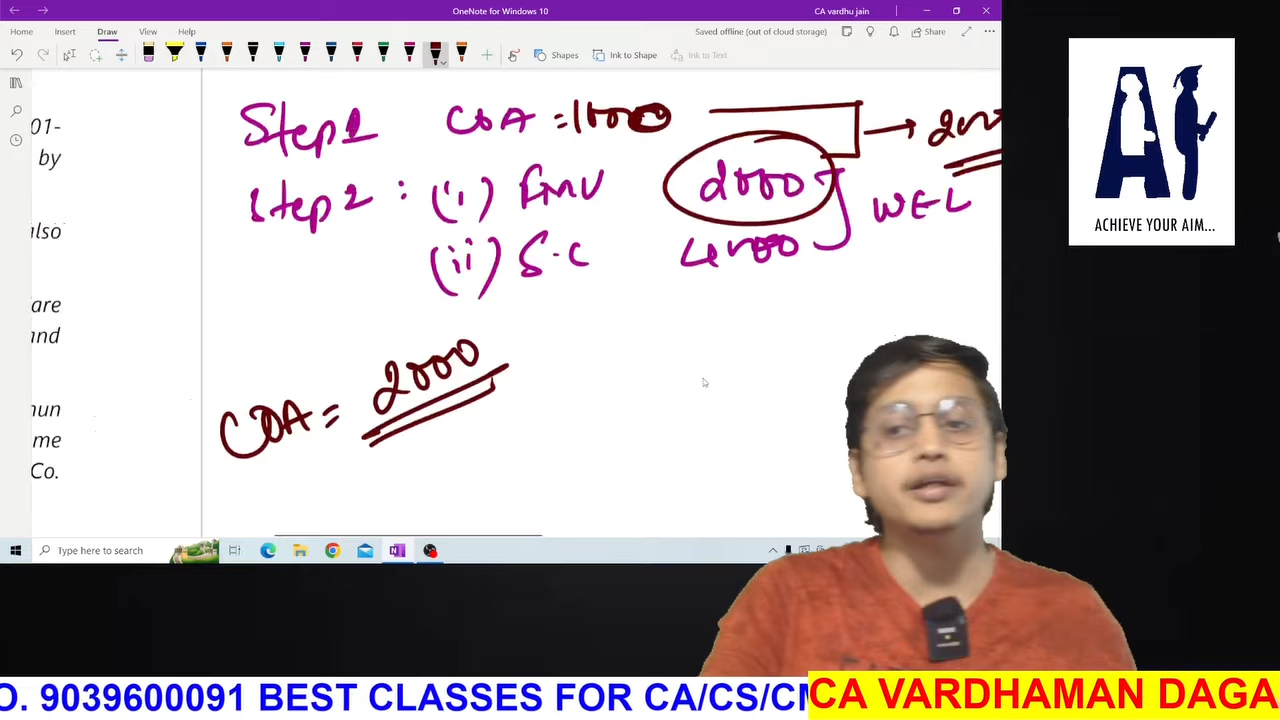 OneNote for Windows 10
CA vardhu jain
Home Insert Draw View Help
Saved offline (out of cloud storage)
Share
Shapes
Ink to Shape
Ink to Text
01-
by
also
are
and
nun
me
Co.
Step 1 COA = 1000
2000
Step 2 : (i) FMV 2000
WEL
(ii) S.C 4000
COA = 2000
AI
ACHIEVE YOUR AIM...
Type here to search
O. 9039600091 BEST CLASSES FOR CA/CS/CM
CA VARDHAMAN DAGA